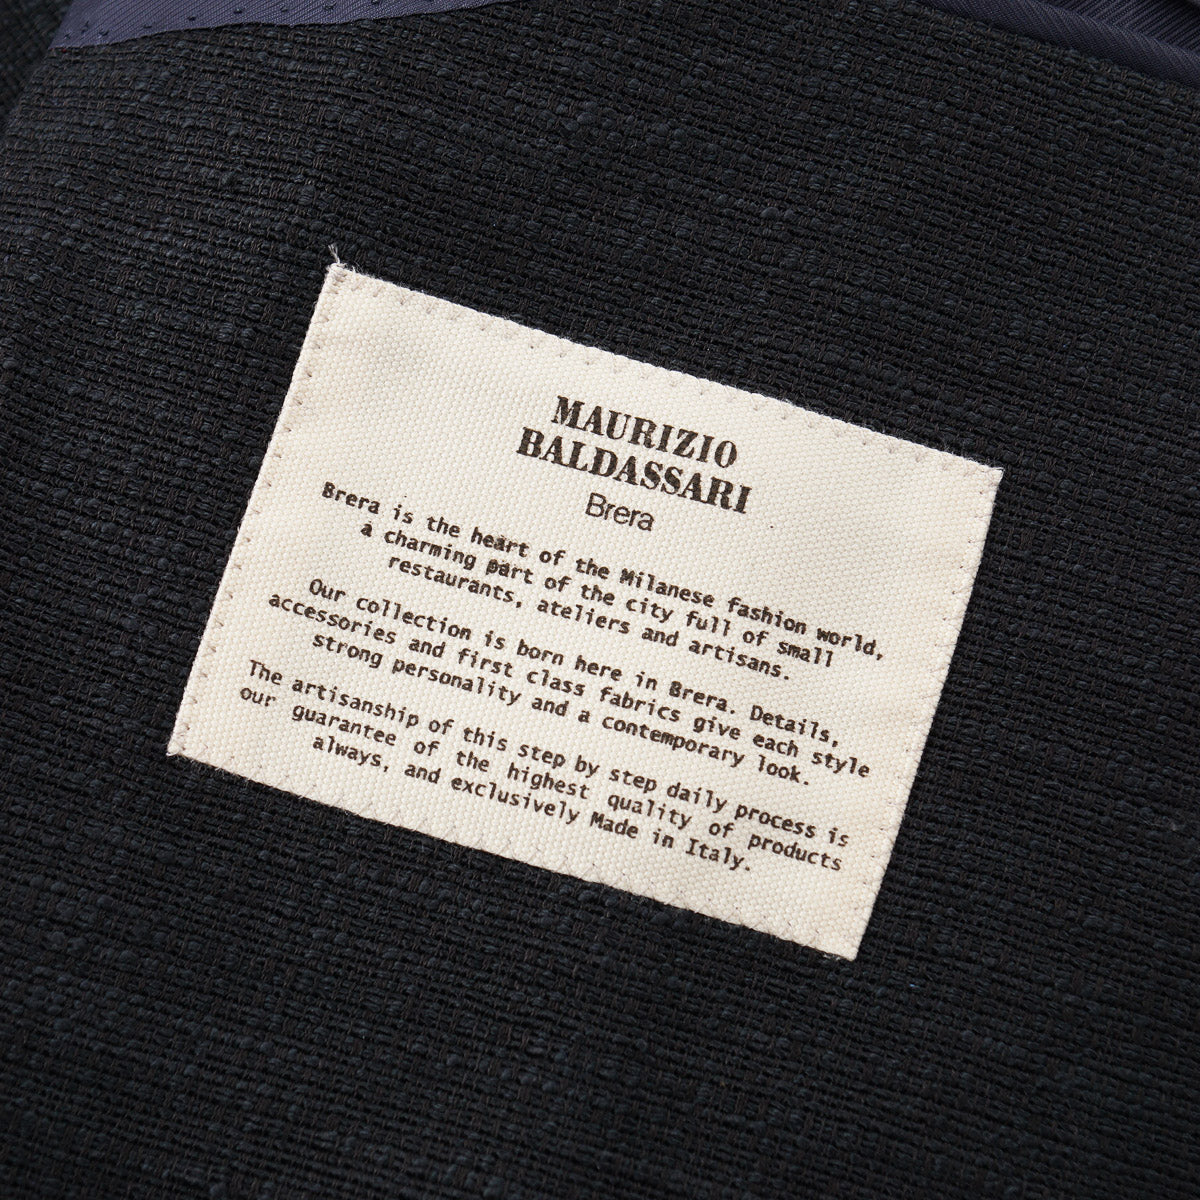 MAURIZIO
BALDASSARI
Brera
Brera is the heart of the Milanese fashion world,
a charming part of the city full of small
restaurants, ateliers and artisans.
Our collection is born here in Brera. Details,
accessories and first class fabrics give each style
strong personality and a contemporary look.
The artisanship of this step by step daily process is
our guarantee of the highest quality of products
always, and exclusively Made in Italy.